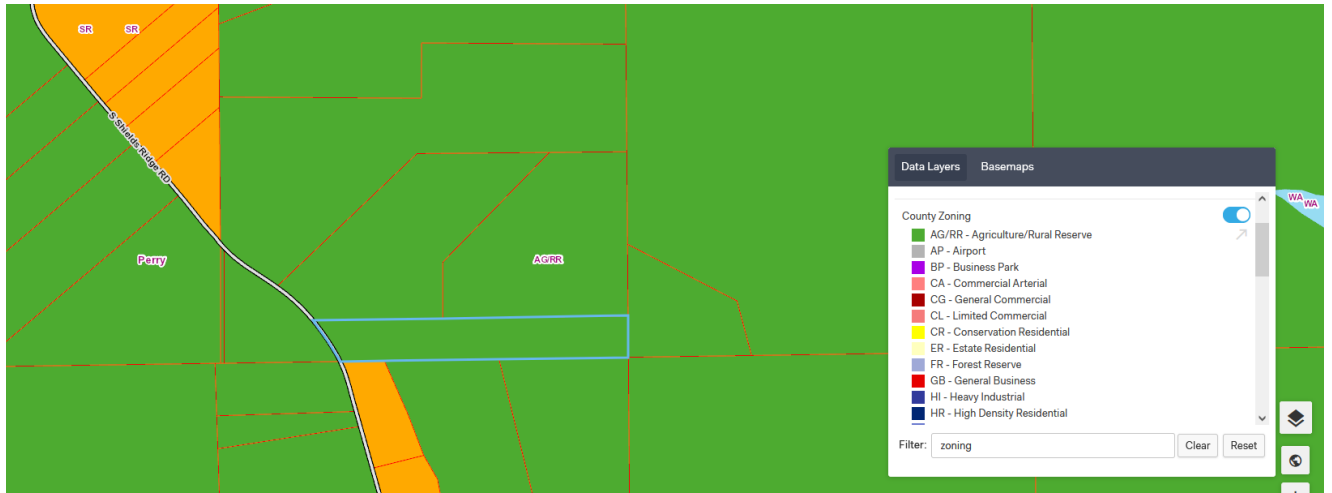 SR SR
S Shields Ridge RD
Perry
AG/RR
WA WA
Data Layers Basemaps
County Zoning
AG/RR - Agriculture/Rural Reserve
AP - Airport
BP - Business Park
CA - Commercial Arterial
CG - General Commercial
CL - Limited Commercial
CR - Conservation Residential
ER - Estate Residential
FR - Forest Reserve
GB - General Business
HI - Heavy Industrial
HR - High Density Residential
Filter: zoning Clear Reset